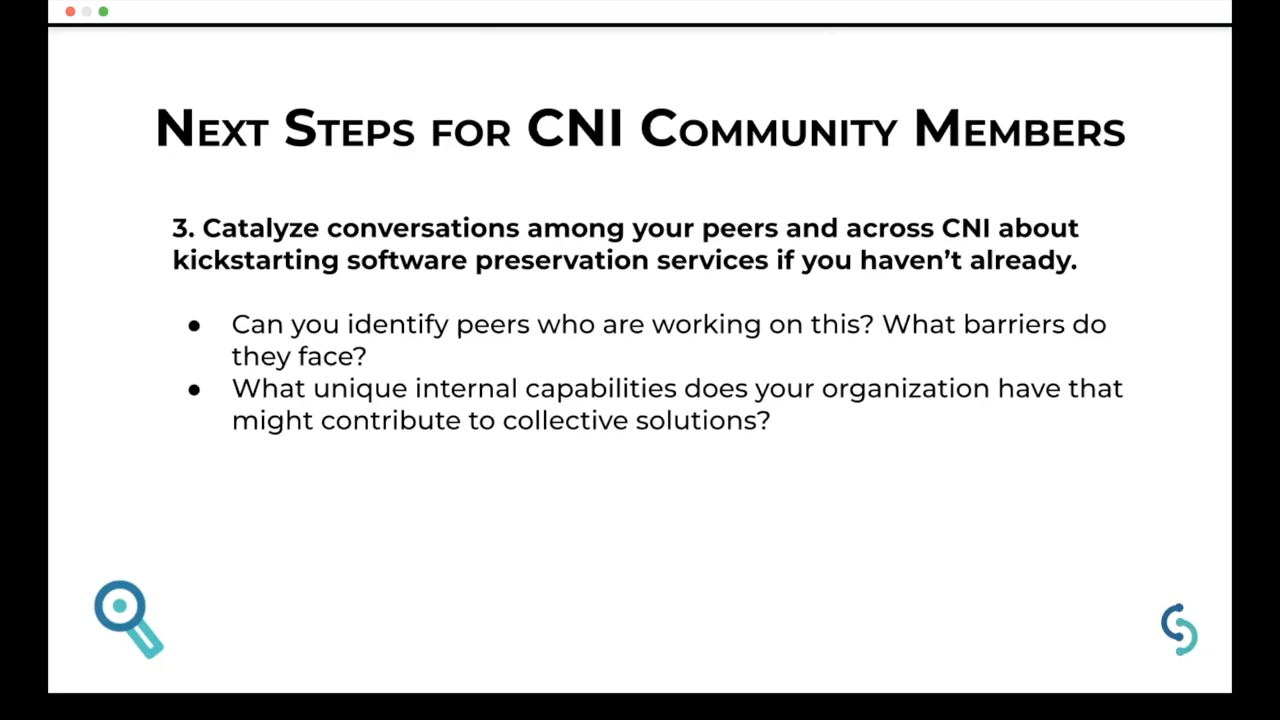 Next Steps for CNI Community Members
3. Catalyze conversations among your peers and across CNI about
kickstarting software preservation services if you haven’t already.
● Can you identify peers who are working on this? What barriers do
they face?
● What unique internal capabilities does your organization have that
might contribute to collective solutions?